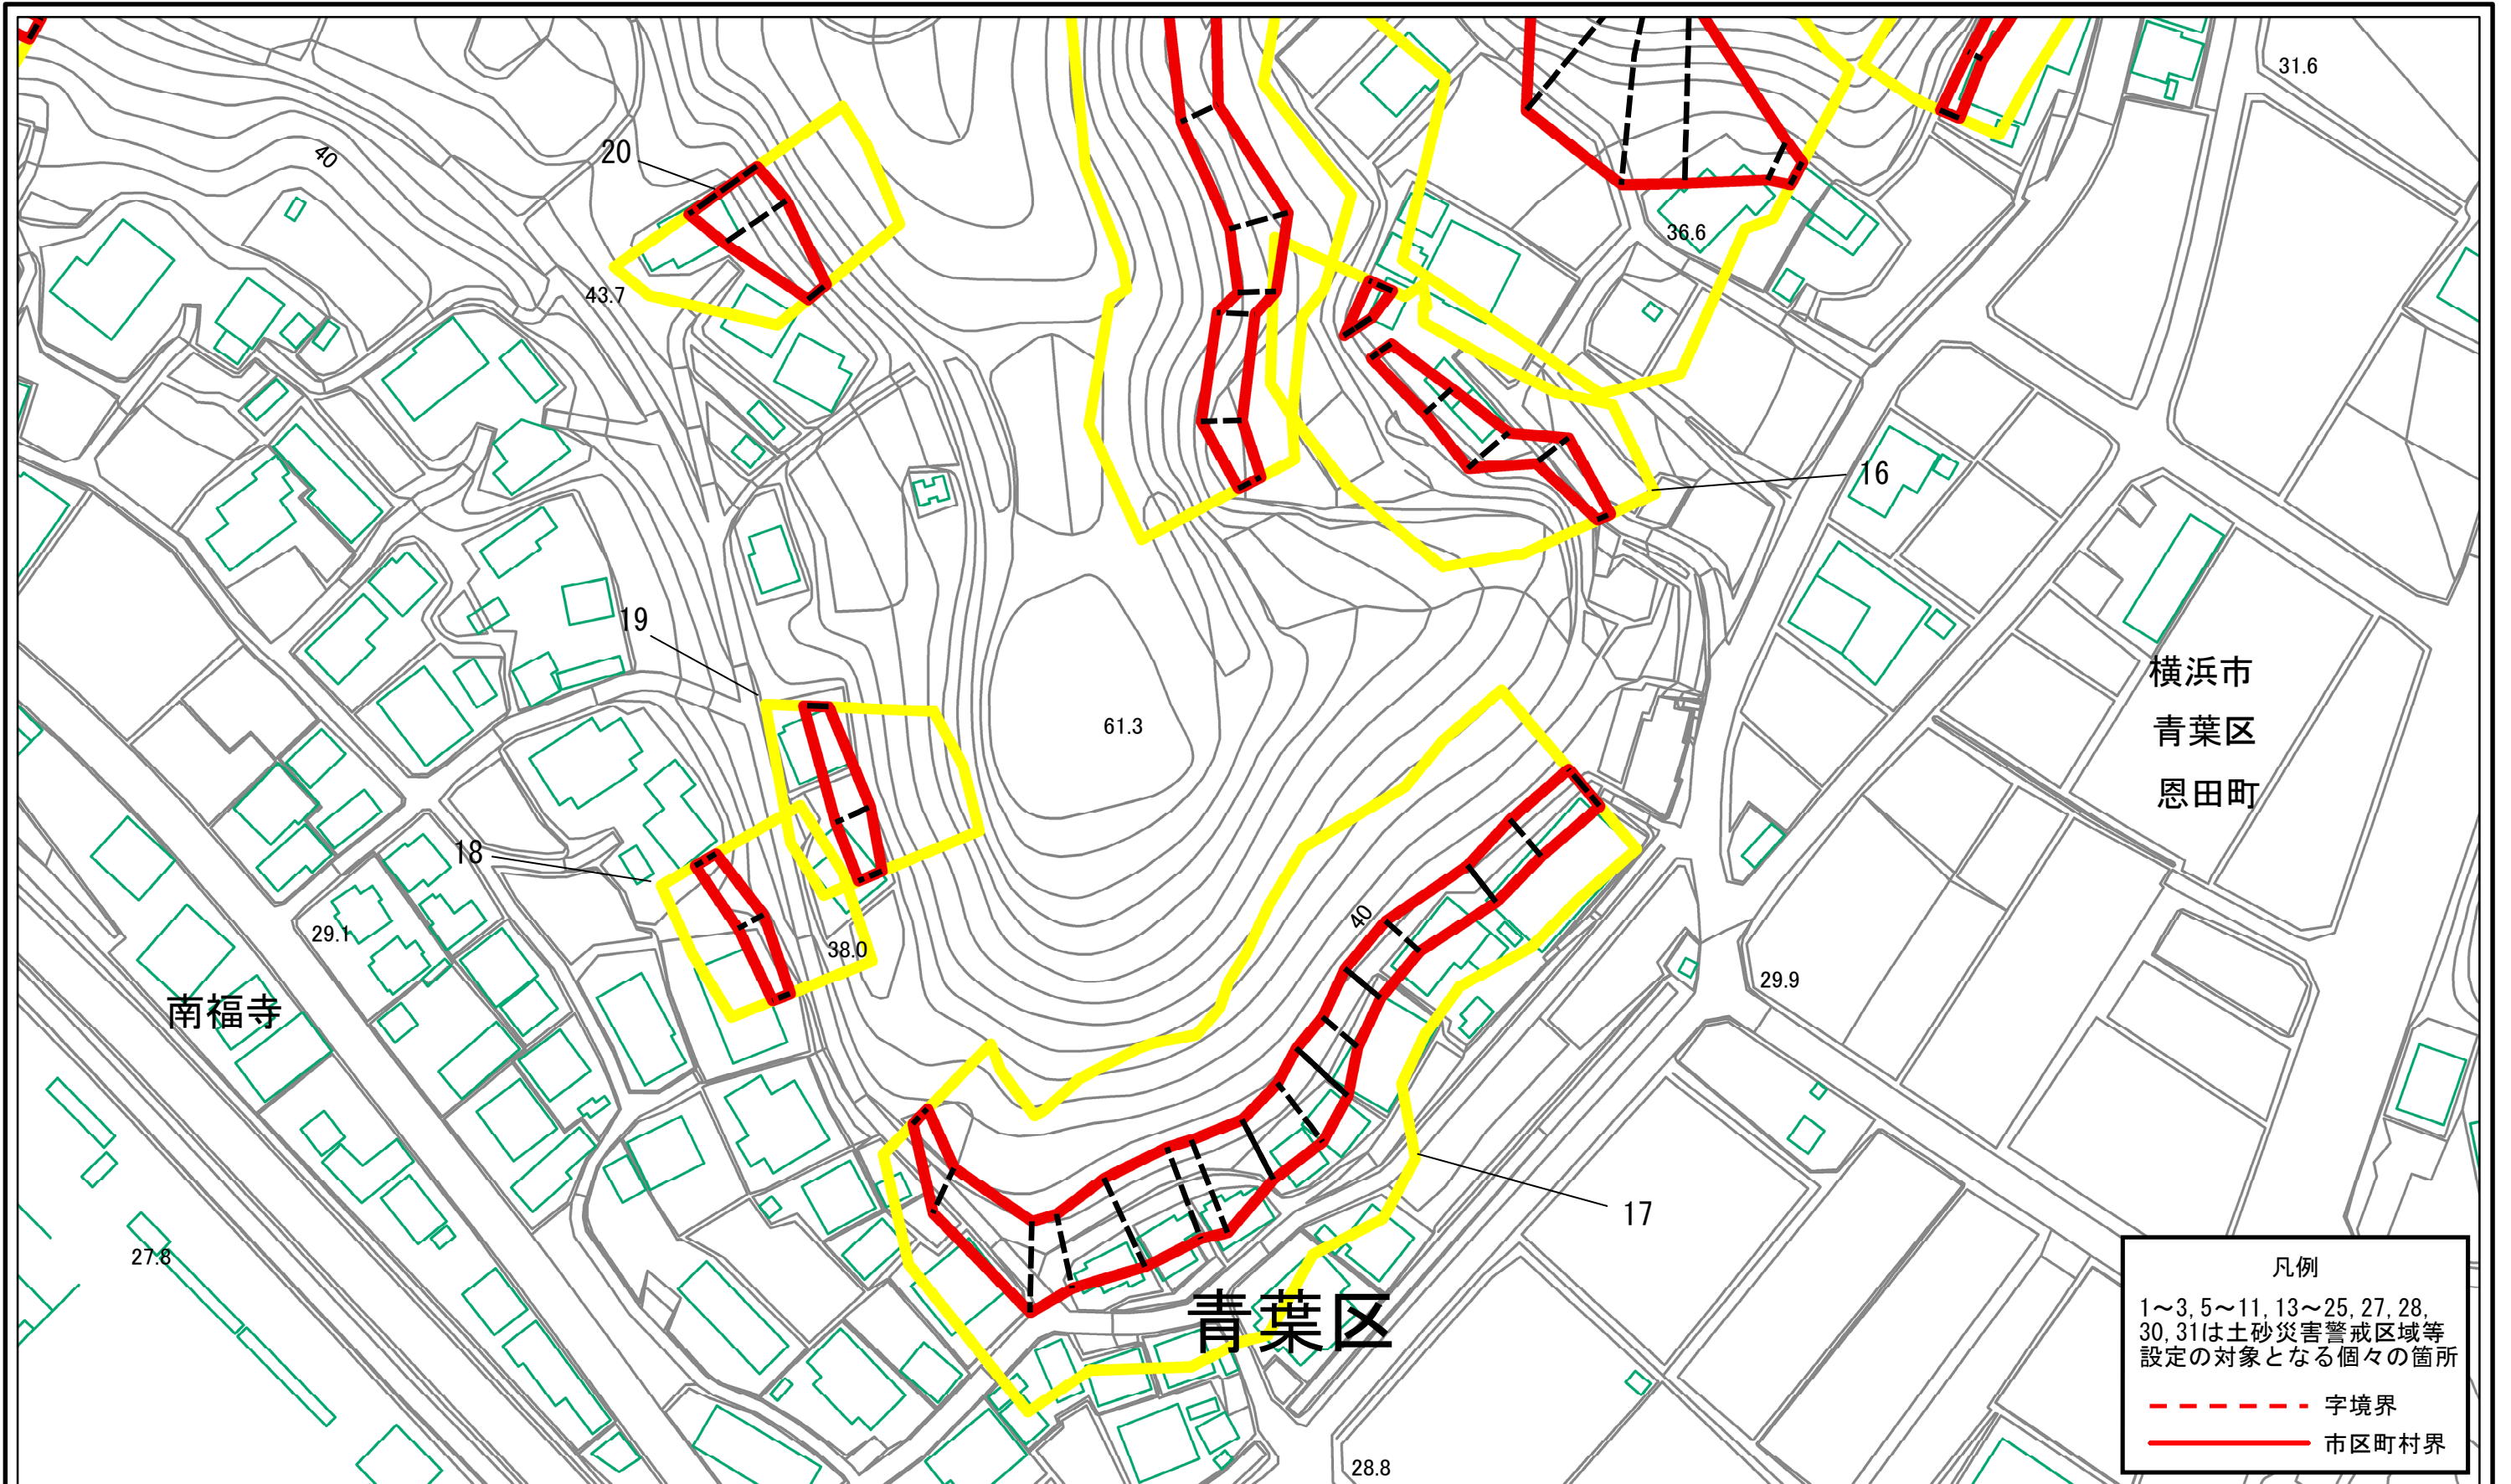 31.6
20
40
36.6
43.7
16
19
横浜市
青葉区
恩田町
61.3
18
40
29.1
38.0
29.9
南福寺
17
27.8
青葉区
凡例
1～3,5～11,13～25,27,28,
30,31は土砂災害警戒区域等
設定の対象となる個々の箇所
字境界
市区町村界
28.8